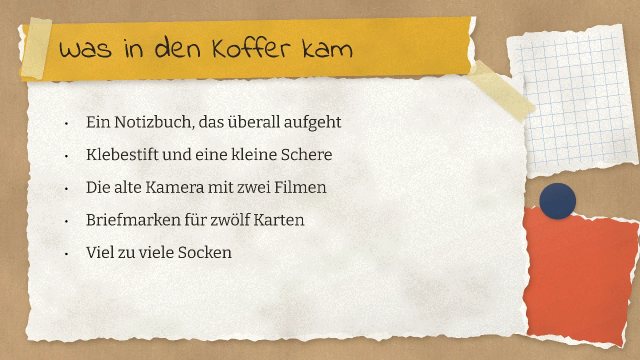 Was in den Koffer kam
• Ein Notizbuch, das überall aufgeht
• Klebestift und eine kleine Schere
• Die alte Kamera mit zwei Filmen
• Briefmarken für zwölf Karten
• Viel zu viele Socken